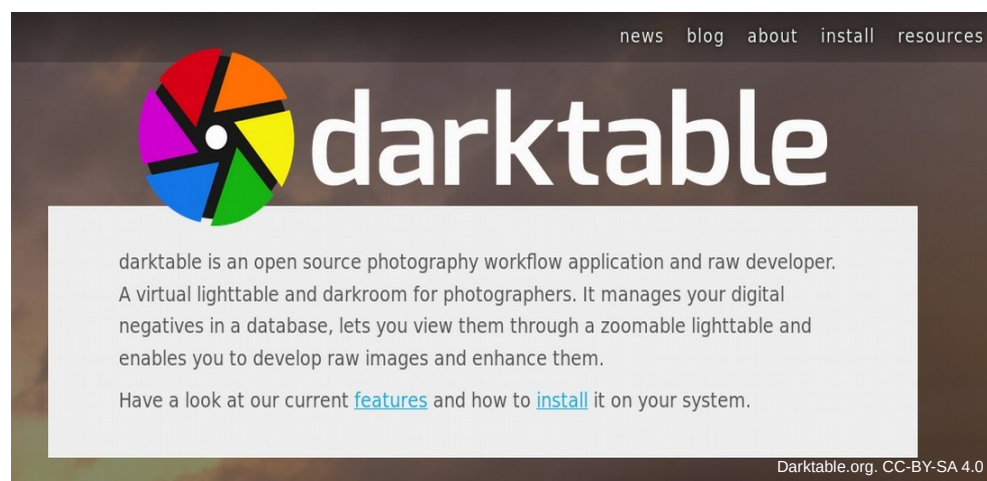 news blog about install resources
darktable
darktable is an open source photography workflow application and raw developer.
A virtual lighttable and darkroom for photographers. It manages your digital
negatives in a database, lets you view them through a zoomable lighttable and
enables you to develop raw images and enhance them.
Have a look at our current features and how to install it on your system.
Darktable.org. CC-BY-SA 4.0